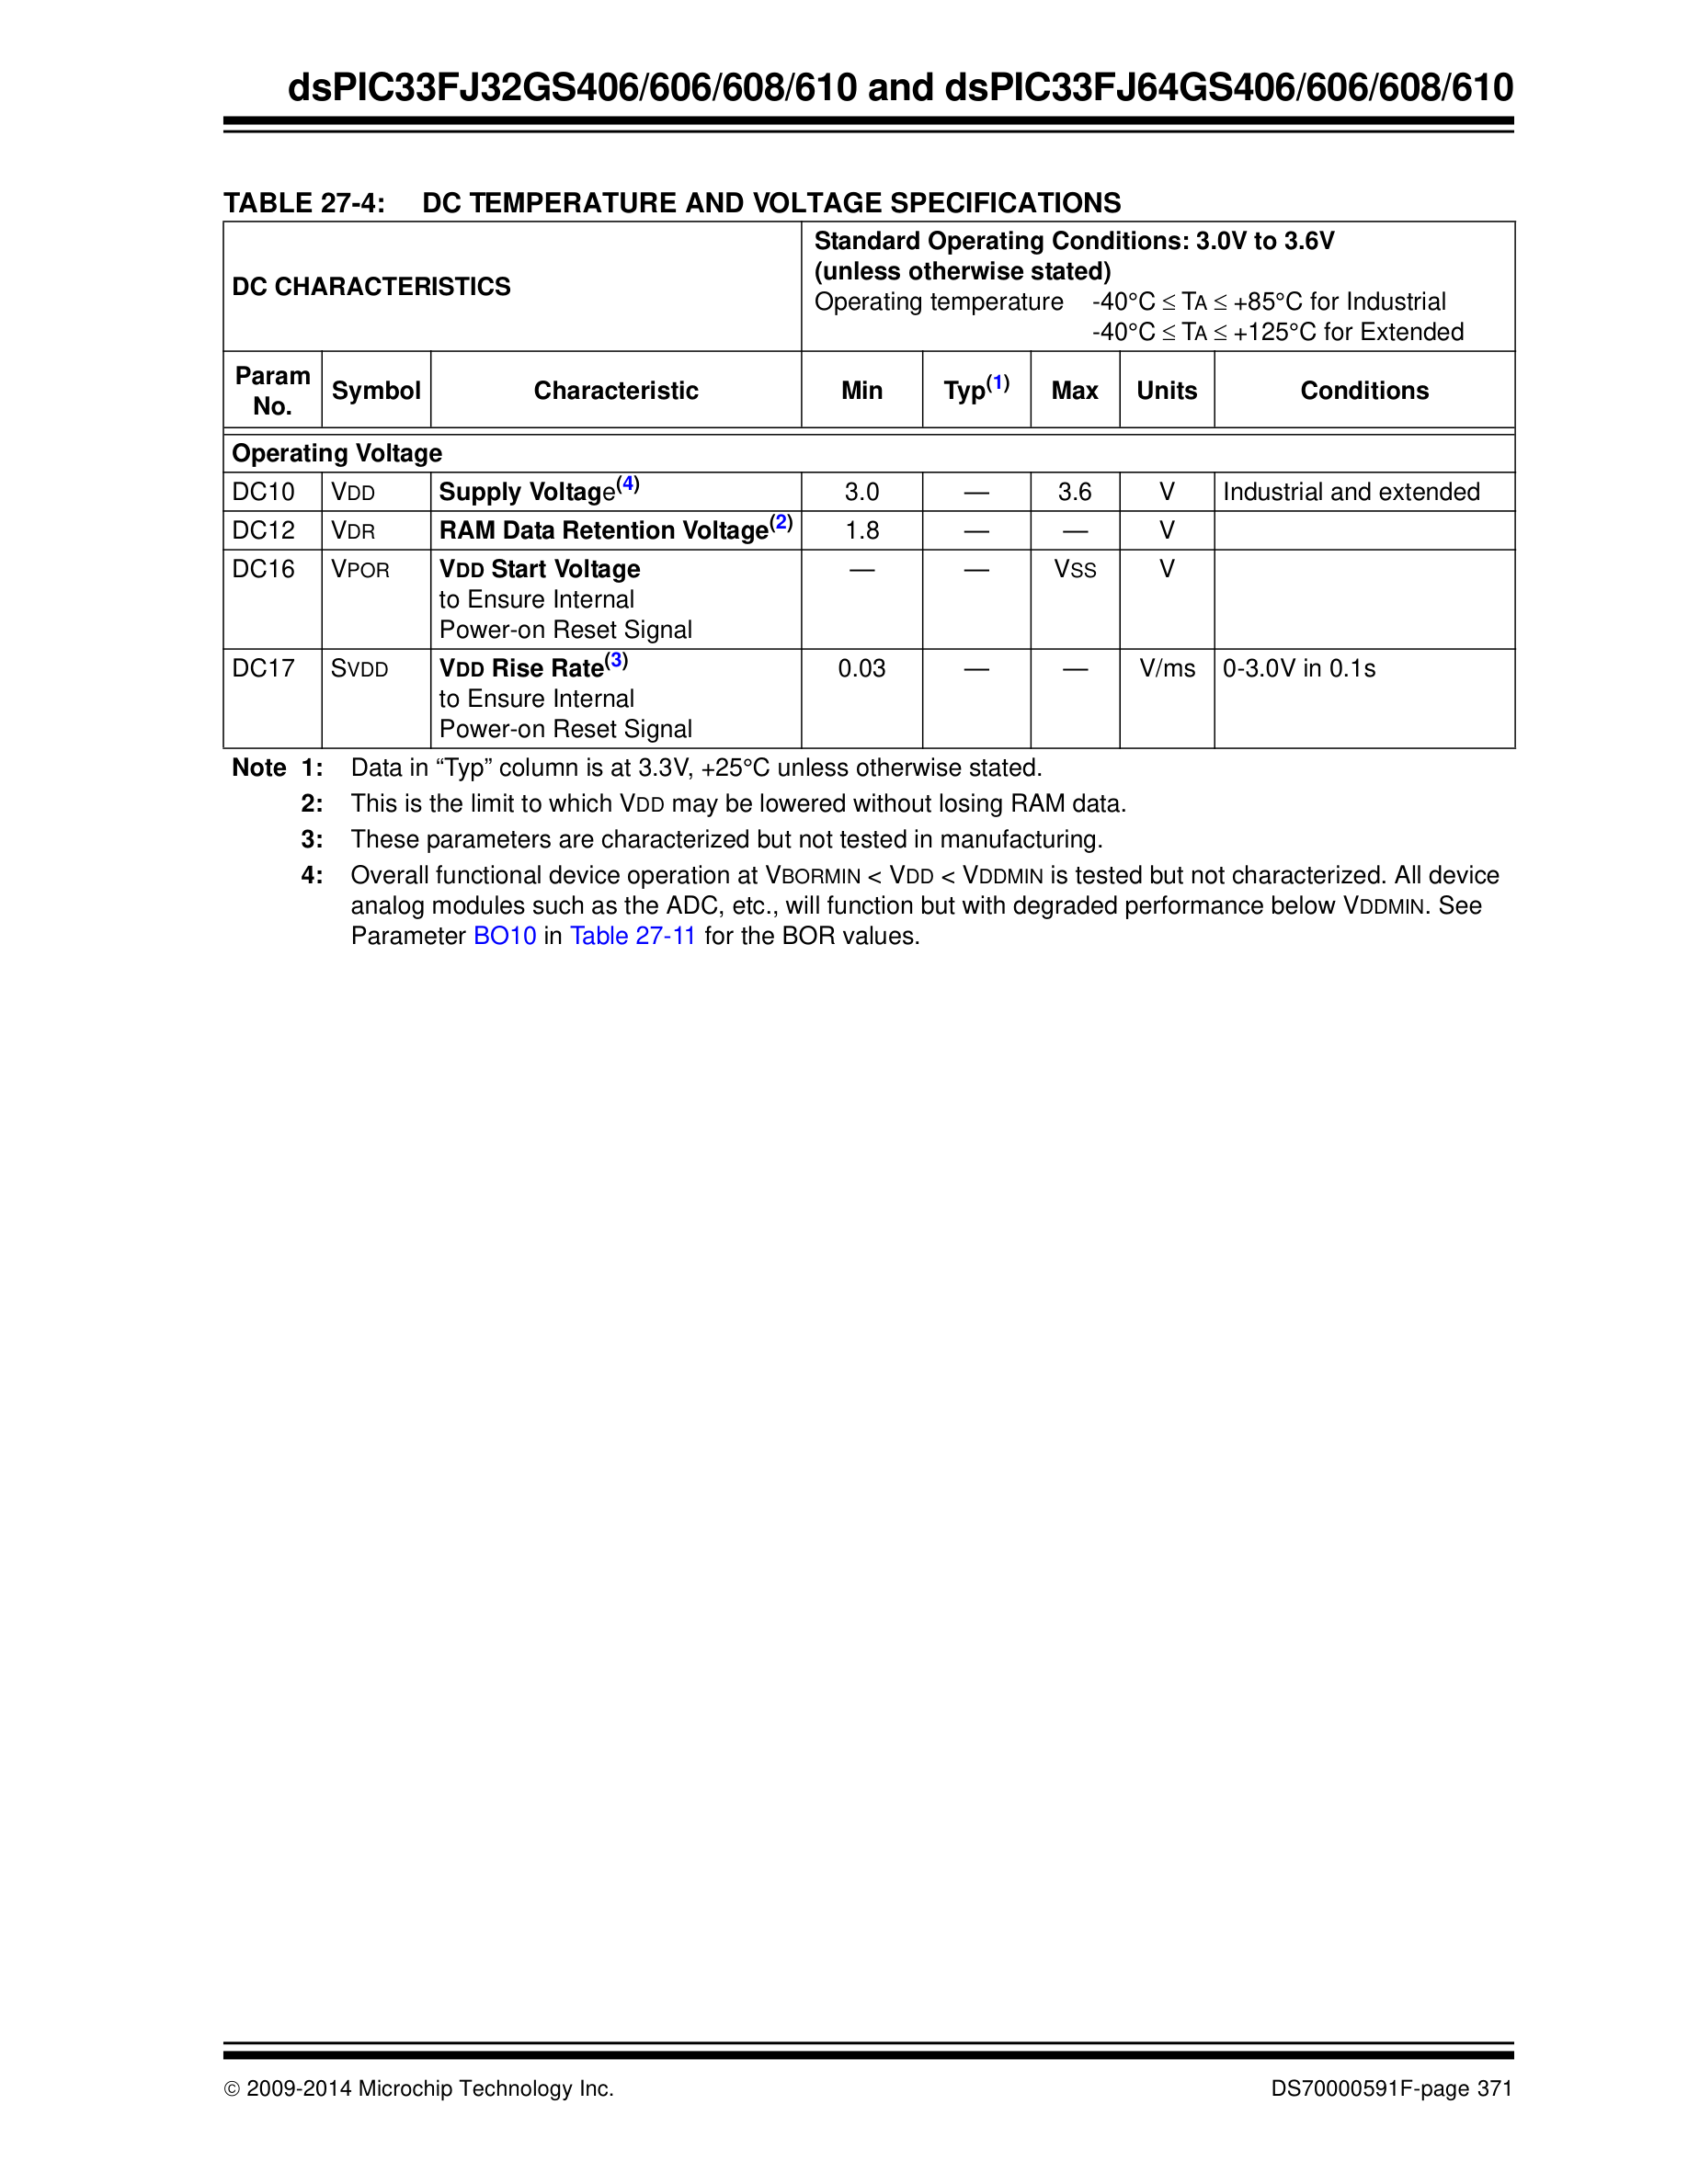 dsPIC33FJ32GS406/606/608/610 and dsPIC33FJ64GS406/606/608/610
TABLE 27-4: DC TEMPERATURE AND VOLTAGE SPECIFICATIONS
DC CHARACTERISTICS
Standard Operating Conditions: 3.0V to 3.6V
(unless otherwise stated)
Operating temperature -40°C ≤ TA ≤ +85°C for Industrial
-40°C ≤ TA ≤ +125°C for Extended
Param No. Symbol Characteristic Min Typ(1) Max Units Conditions
Operating Voltage
DC10 VDD Supply Voltage(4) 3.0 — 3.6 V Industrial and extended
DC12 VDR RAM Data Retention Voltage(2) 1.8 — — V
DC16 VPOR VDD Start Voltage — — VSS V
to Ensure Internal
Power-on Reset Signal
DC17 SVDD VDD Rise Rate(3) 0.03 — — V/ms 0-3.0V in 0.1s
to Ensure Internal
Power-on Reset Signal
Note 1: Data in “Typ” column is at 3.3V, +25°C unless otherwise stated.
2: This is the limit to which VDD may be lowered without losing RAM data.
3: These parameters are characterized but not tested in manufacturing.
4: Overall functional device operation at VBORMIN < VDD < VDDMIN is tested but not characterized. All device
analog modules such as the ADC, etc., will function but with degraded performance below VDDMIN. See
Parameter BO10 in Table 27-11 for the BOR values.
© 2009-2014 Microchip Technology Inc. DS70000591F-page 371